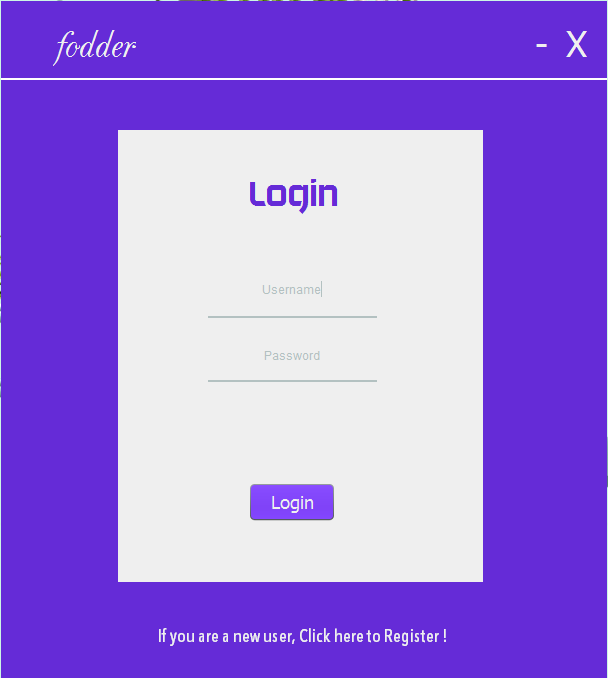 fodder
- X
Login
Username
Password
Login
If you are a new user, Click here to Register !